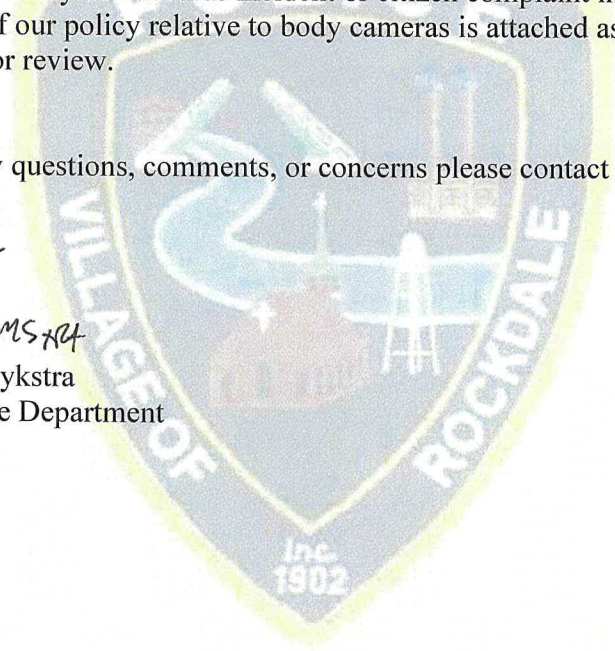 f our policy relative to body cameras is attached as
or review.
questions, comments, or concerns please contact
ykstra
e Department
VILLAGE OF
ROCKDALE
Inc.
1902